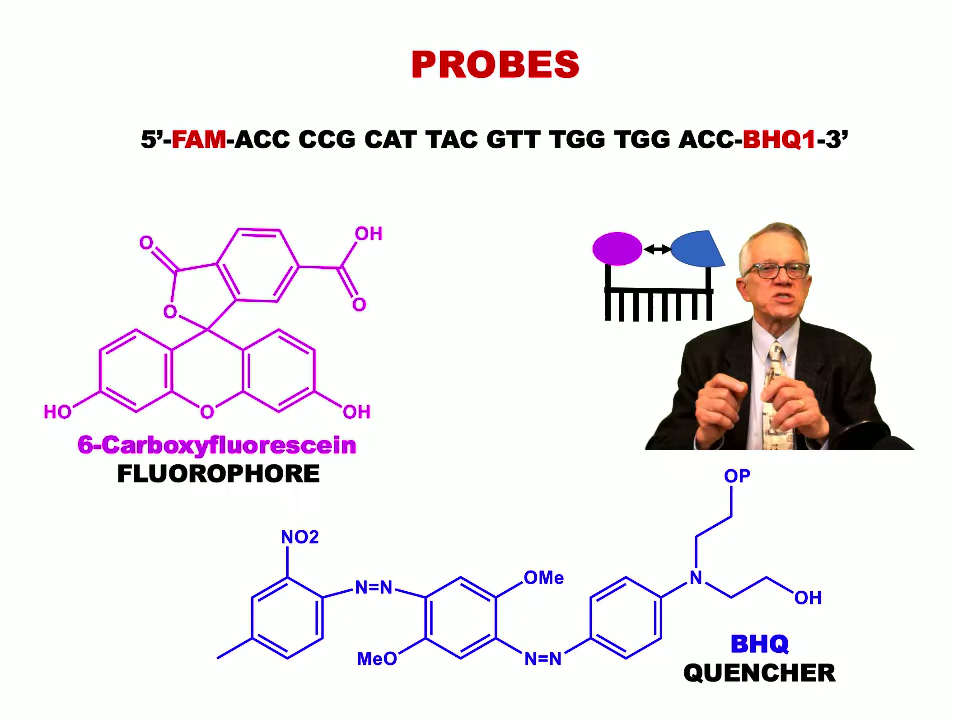 PROBES
5’-FAM-ACC CCG CAT TAC GTT TGG TGG ACC-BHQ1-3’
O
OH
O
O
HO
O
OH
6-Carboxyfluorescein
FLUOROPHORE
OP
NO2
N=N
OMe
N
OH
MeO
N=N
BHQ
QUENCHER